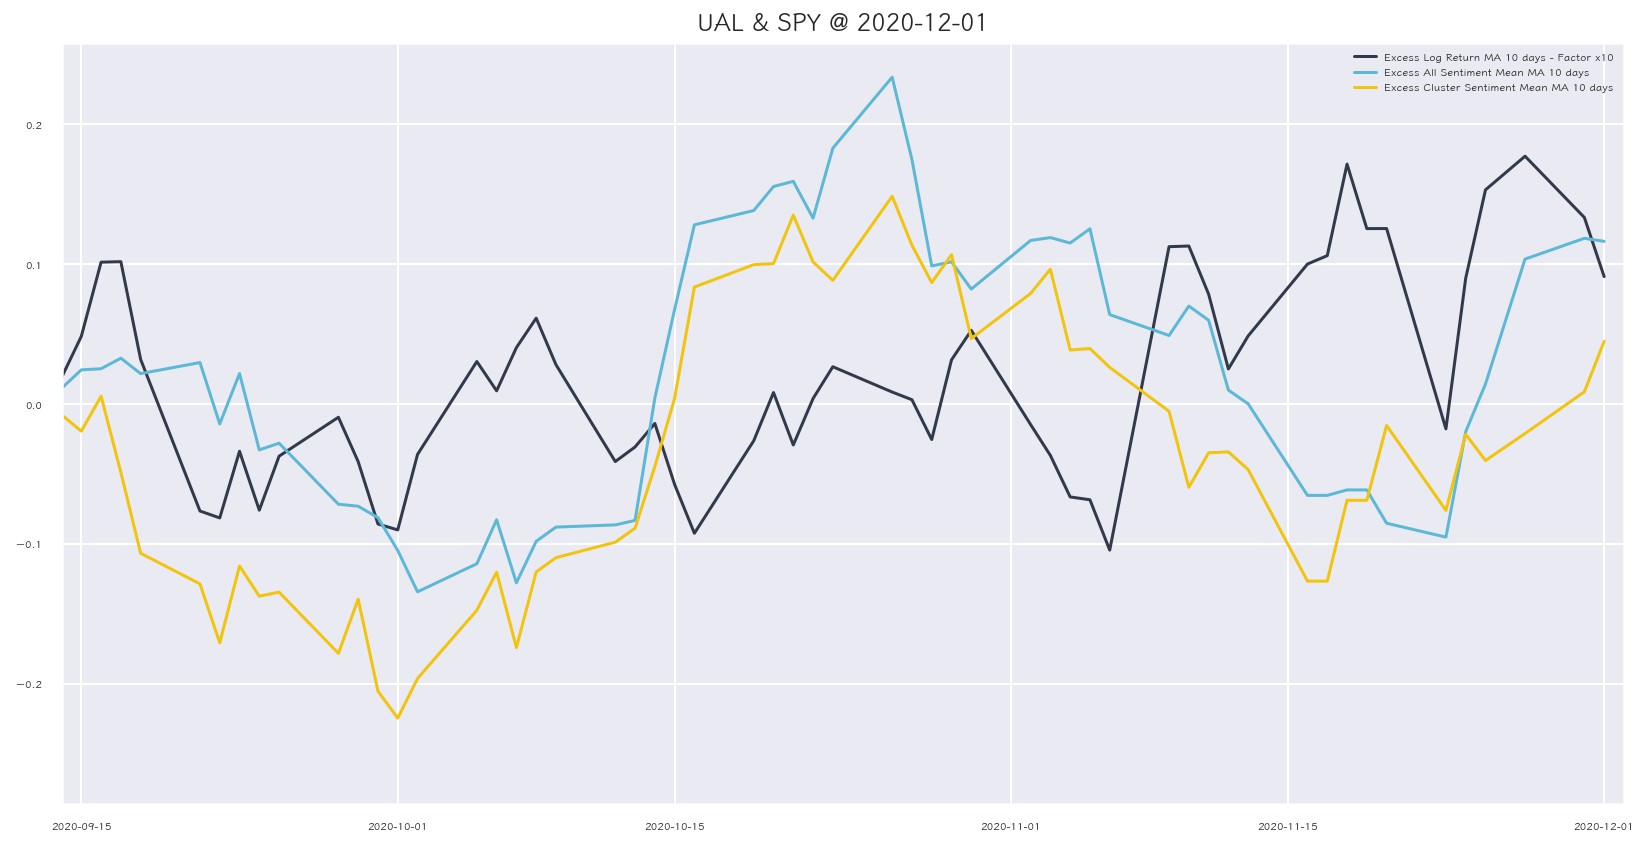 UAL & SPY @ 2020-12-01
Excess Log Return MA 10 days - Factor x10
Excess All Sentiment Mean MA 10 days
Excess Cluster Sentiment Mean MA 10 days
0.2
0.1
0.0
−0.1
−0.2
2020-09-15 2020-10-01 2020-10-15 2020-11-01 2020-11-15 2020-12-01